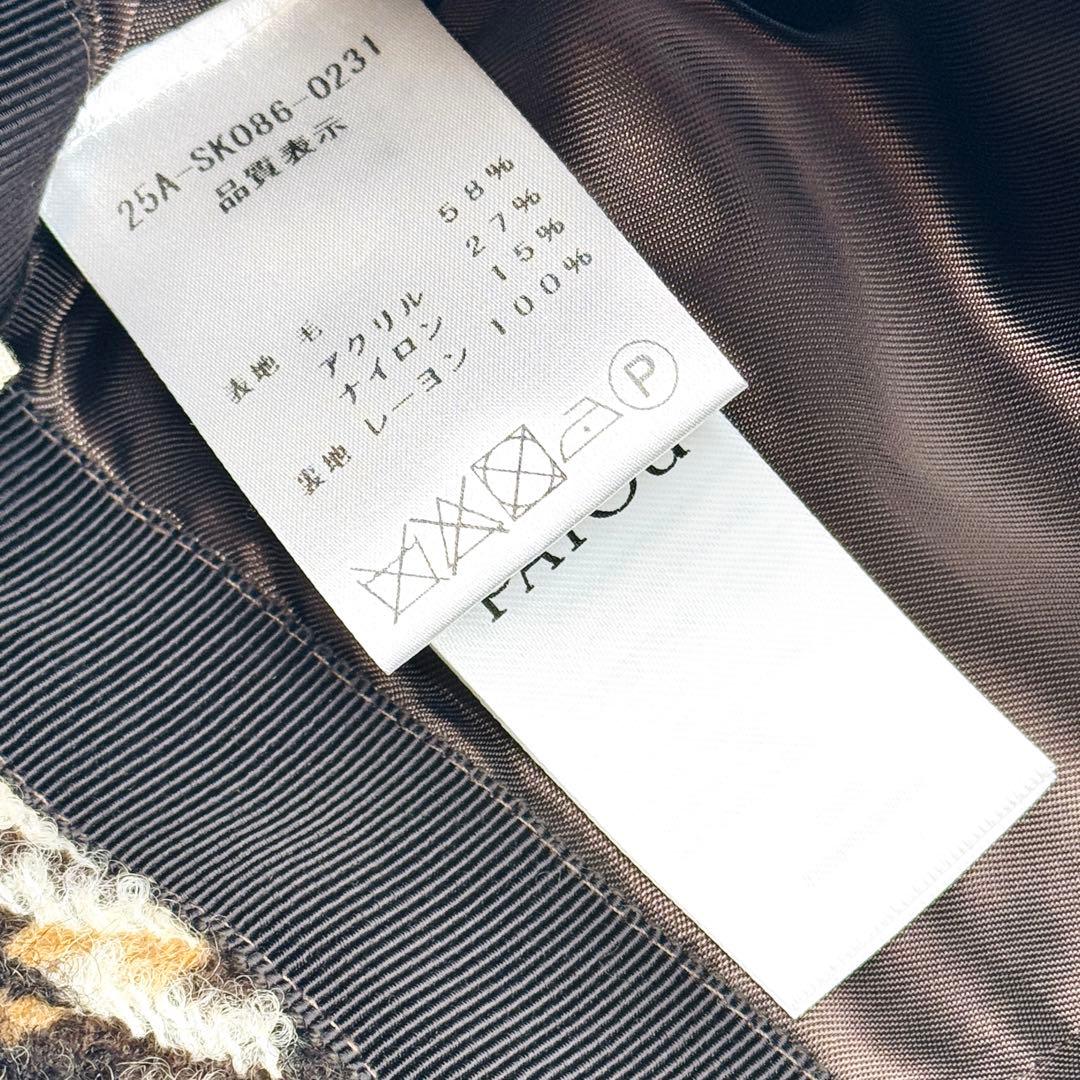 25A-SK086-0231
品質表示
表地 毛 58%
アクリル 27%
ナイロン 15%
裏地 レーヨン 100%
P
PATOU